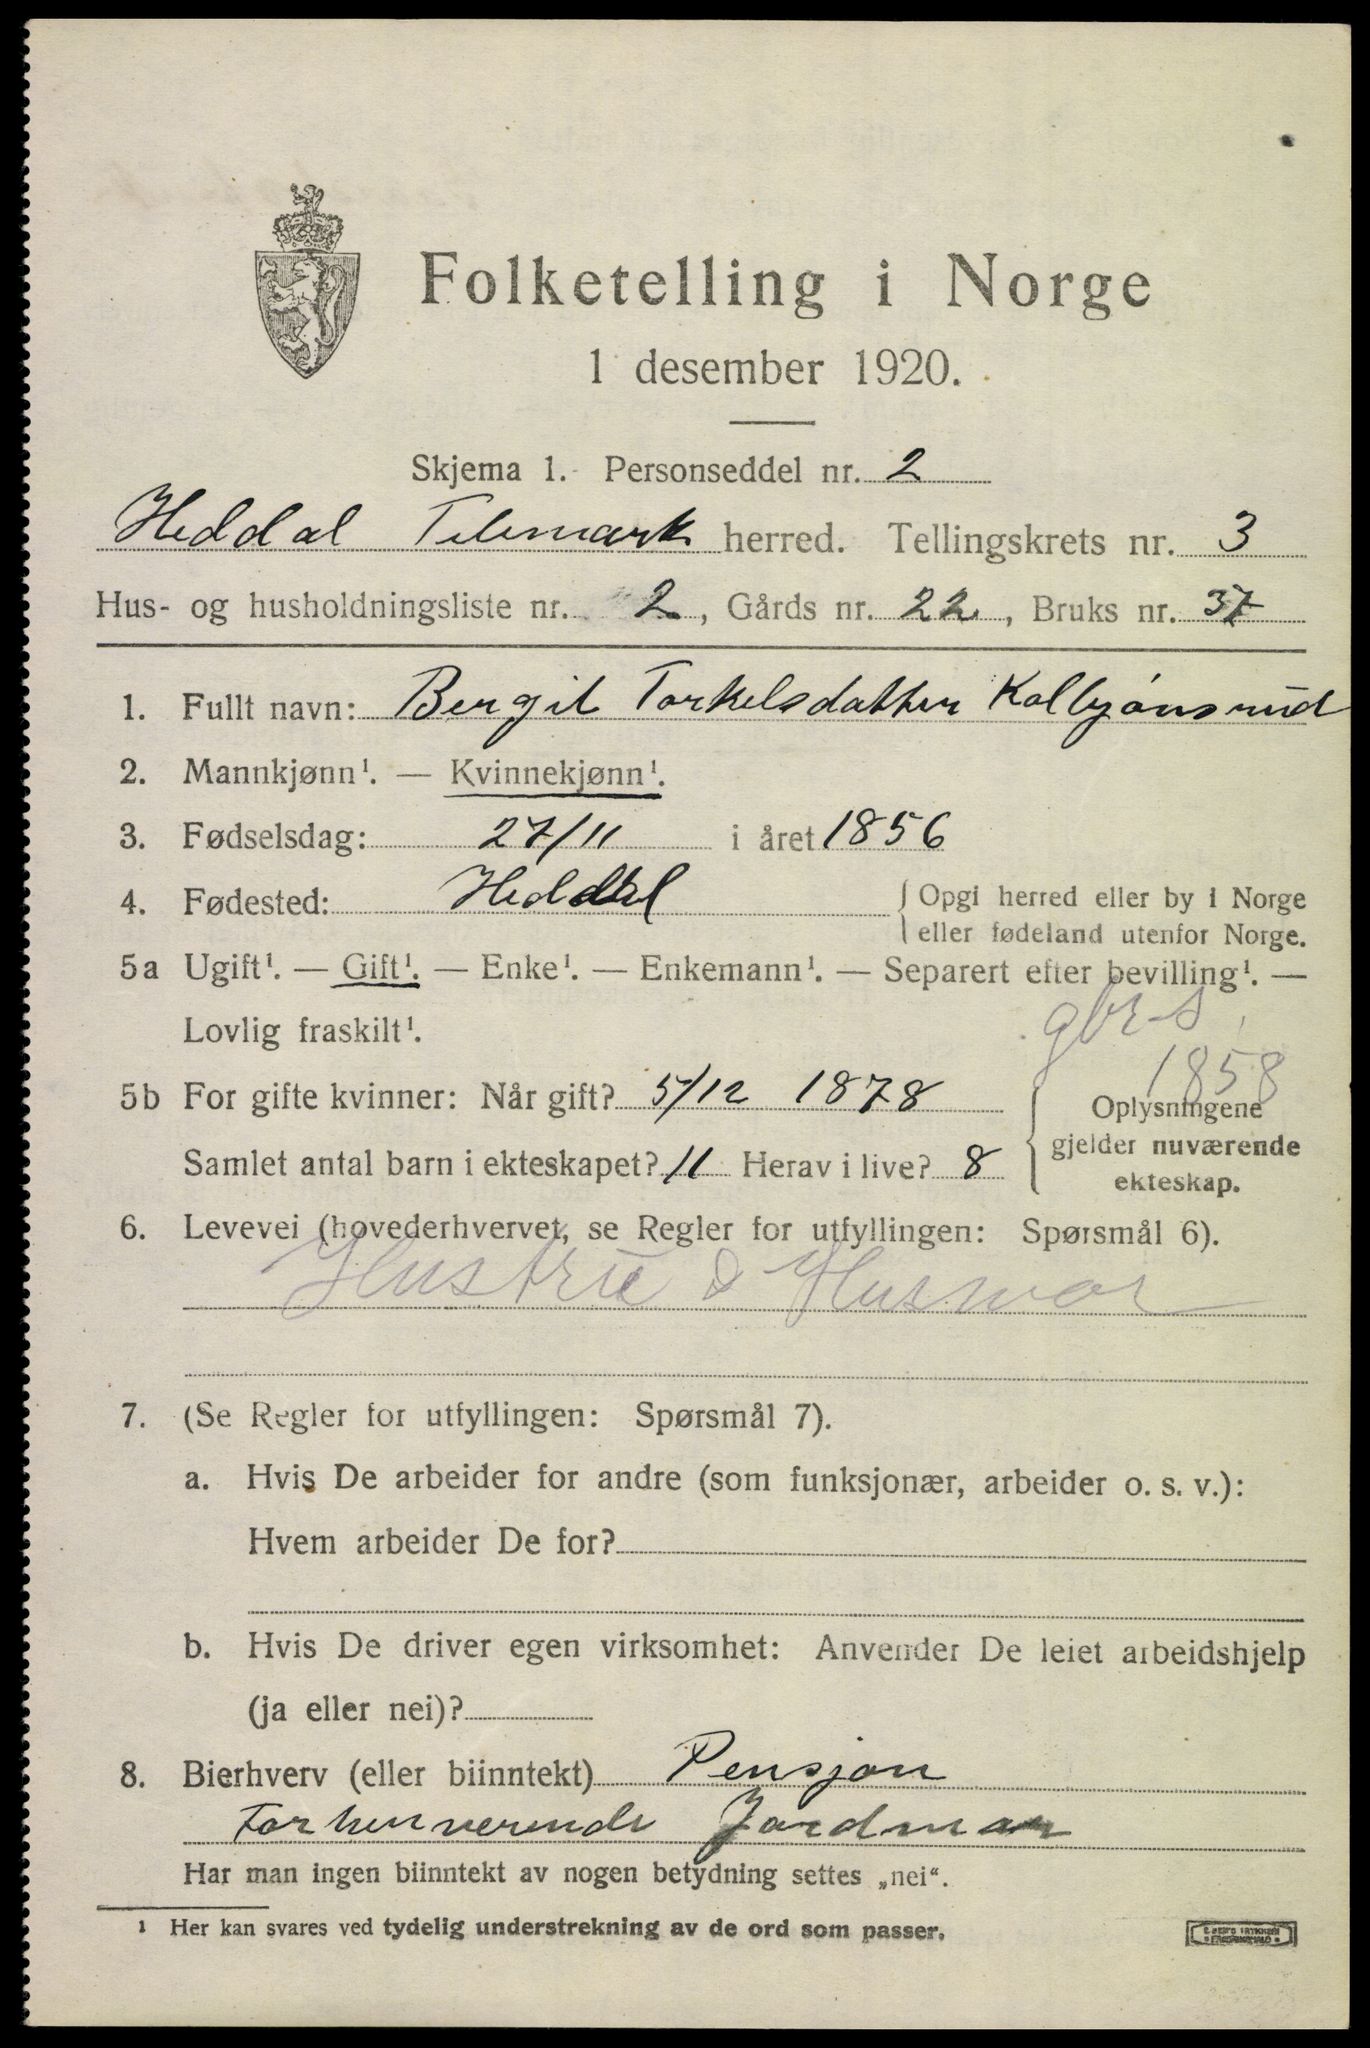 Folketelling i Norge
1 desember 1920.
Skjema 1. Personseddel nr. 2
Heddal Telemark herred. Tellingskrets nr. 3
Hus- og husholdningsliste nr. 2, Gårds nr. 22, Bruks nr. 37
1. Fullt navn: Bergit Torkelsdatter Kolbjønsrud
2. Mannkjønn¹. — Kvinnekjønn¹.
3. Fødselsdag: 27/11 i året 1856
4. Fødested: Heddal { Opgi herred eller by i Norge
eller fødeland utenfor Norge.
5a Ugift¹. — Gift¹. — Enke¹. — Enkemann¹. — Separert efter bevilling¹. —
Lovlig fraskilt¹.
1858
5b For gifte kvinner: Når gift? 5/12 1878
Samlet antal barn i ekteskapet? 11 Herav i live? 8
{ Oplysningene
gjelder nuværende
ekteskap.
6. Levevei (hovederhvervet, se Regler for utfyllingen: Spørsmål 6).
Hustru & Husmor
7. (Se Regler for utfyllingen: Spørsmål 7).
a. Hvis De arbeider for andre (som funksjonær, arbeider o. s. v.):
Hvem arbeider De for?
b. Hvis De driver egen virksomhet: Anvender De leiet arbeidshjelp
(ja eller nei)?
8. Bierhverv (eller biinntekt) Pensjon
Forhenverende Jordmor
Har man ingen biinntekt av nogen betydning settes „nei“.
¹ Her kan svares ved tydelig understrekning av de ord som passer.